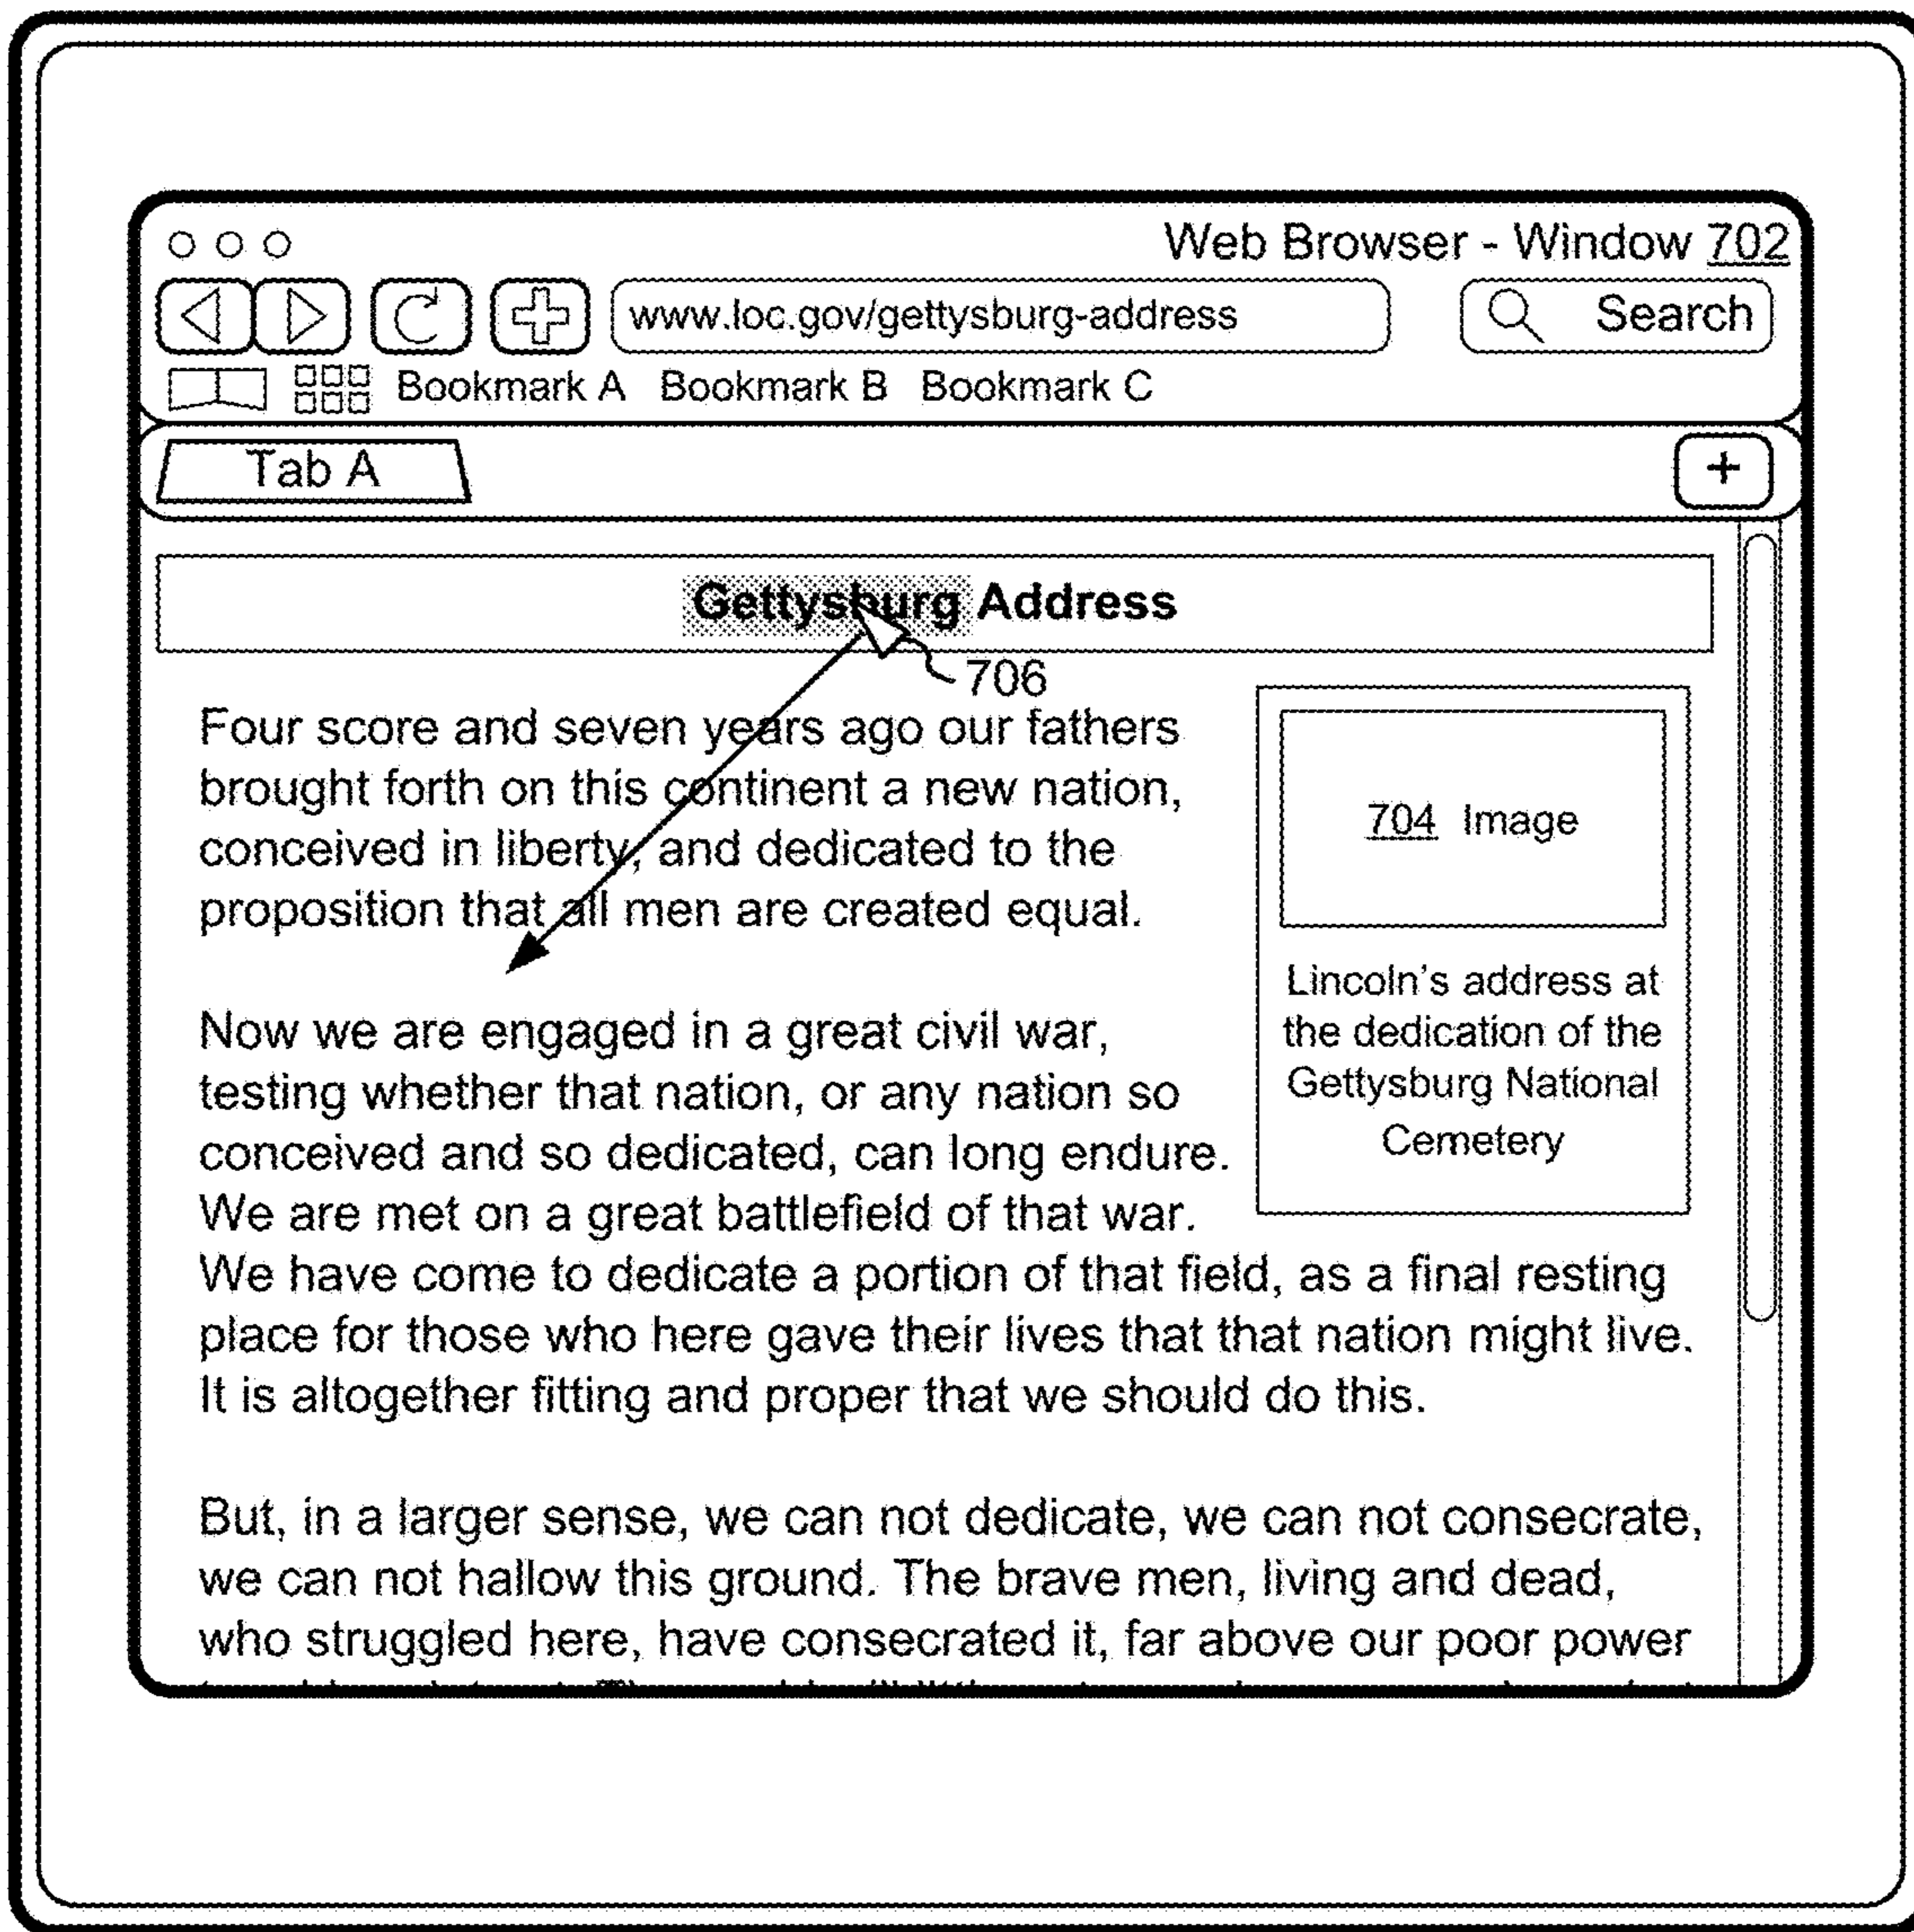 Web Browser - Window 702
www.loc.gov/gettysburg-address
Search
Bookmark A Bookmark B Bookmark C
Tab A
+
Gettysburg Address
706
Four score and seven years ago our fathers
brought forth on this continent a new nation,
conceived in liberty, and dedicated to the
proposition that all men are created equal.
704 Image
Lincoln's address at
the dedication of the
Gettysburg National
Cemetery
Now we are engaged in a great civil war,
testing whether that nation, or any nation so
conceived and so dedicated, can long endure.
We are met on a great battlefield of that war.
We have come to dedicate a portion of that field, as a final resting
place for those who here gave their lives that that nation might live.
It is altogether fitting and proper that we should do this.
But, in a larger sense, we can not dedicate, we can not consecrate,
we can not hallow this ground. The brave men, living and dead,
who struggled here, have consecrated it, far above our poor power